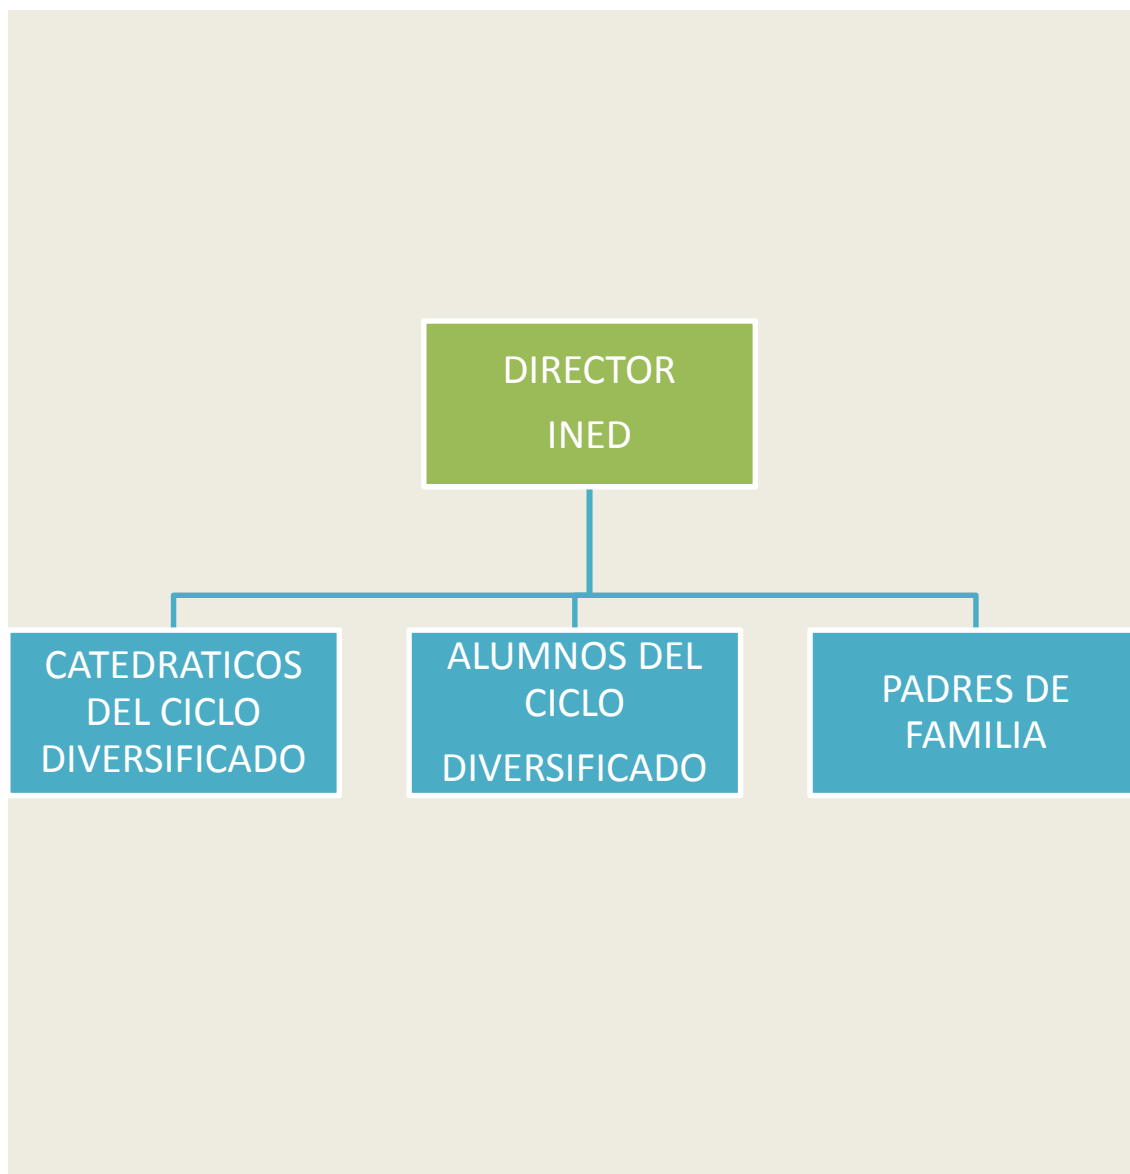 DIRECTOR
INED
CATEDRATICOS
DEL CICLO
DIVERSIFICADO
ALUMNOS DEL
CICLO
DIVERSIFICADO
PADRES DE
FAMILIA